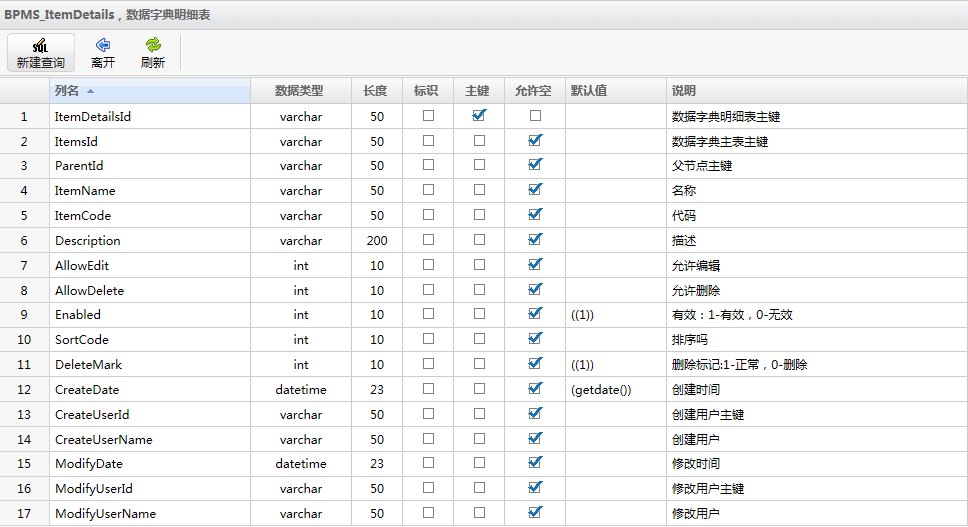 BPMS_ItemDetails，数据字典明细表
SQL
新建查询 离开 刷新
列名 数据类型 长度 标识 主键 允许空 默认值 说明
1 ItemDetailsId varchar 50 数据字典明细表主键
2 ItemsId varchar 50 数据字典主表主键
3 ParentId varchar 50 父节点主键
4 ItemName varchar 50 名称
5 ItemCode varchar 50 代码
6 Description varchar 200 描述
7 AllowEdit int 10 允许编辑
8 AllowDelete int 10 允许删除
9 Enabled int 10 ((1)) 有效：1-有效，0-无效
10 SortCode int 10 排序吗
11 DeleteMark int 10 ((1)) 删除标记:1-正常，0-删除
12 CreateDate datetime 23 (getdate()) 创建时间
13 CreateUserId varchar 50 创建用户主键
14 CreateUserName varchar 50 创建用户
15 ModifyDate datetime 23 修改时间
16 ModifyUserId varchar 50 修改用户主键
17 ModifyUserName varchar 50 修改用户